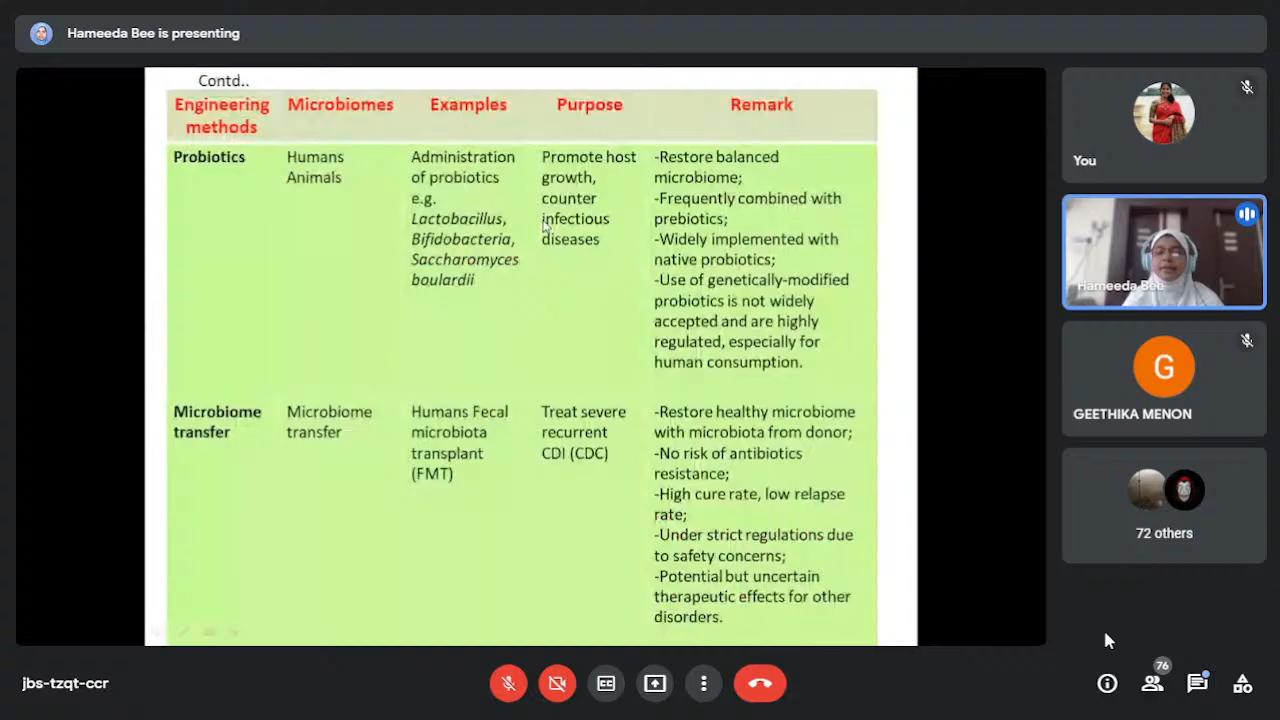 Hameeda Bee is presenting
Contd..
Engineering methods
Microbiomes
Examples
Purpose
Remark
Probiotics
Humans
Animals
Administration
of probiotics
e.g.
Lactobacillus,
Bifidobacteria,
Saccharomyces
boulardii
Promote host
growth,
counter
infectious
diseases
-Restore balanced
microbiome;
-Frequently combined with
prebiotics;
-Widely implemented with
native probiotics;
-Use of genetically-modified
probiotics is not widely
accepted and are highly
regulated, especially for
human consumption.
Microbiome
transfer
Microbiome
transfer
Humans Fecal
microbiota
transplant
(FMT)
Treat severe
recurrent
CDI (CDC)
-Restore healthy microbiome
with microbiota from donor;
-No risk of antibiotics
resistance;
-High cure rate, low relapse
rate;
-Under strict regulations due
to safety concerns;
-Potential but uncertain
therapeutic effects for other
disorders.
You
Hameeda Bee
G
GEETHIKA MENON
72 others
jbs-tzqt-ccr
CC
76